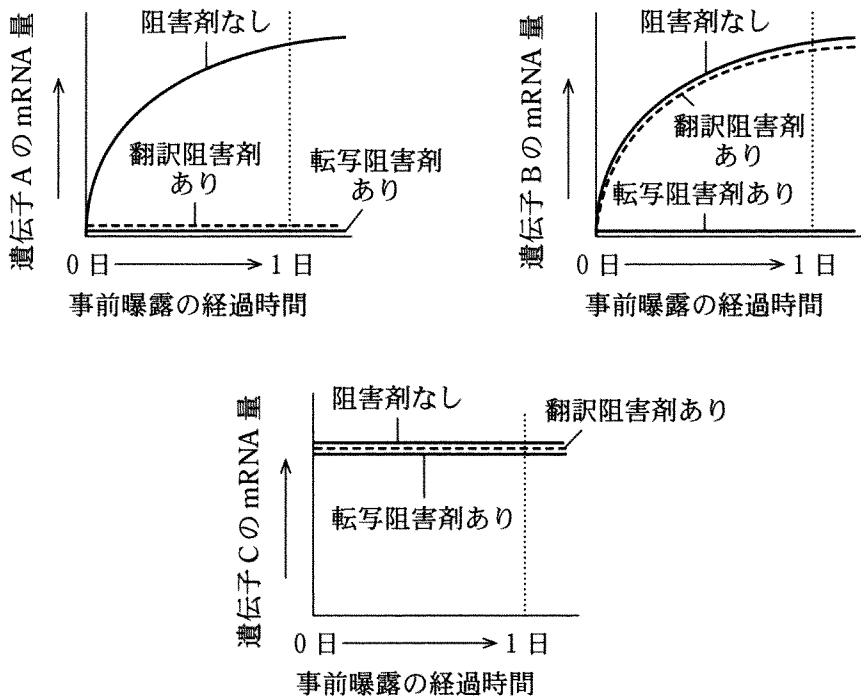 遺伝子AのmRNA量
阻害剤なし
翻訳阻害剤
あり
転写阻害剤
あり
0日
1日
事前曝露の経過時間
遺伝子BのmRNA量
阻害剤なし
翻訳阻害剤
あり
転写阻害剤あり
0日
1日
事前曝露の経過時間
遺伝子CのmRNA量
阻害剤なし
翻訳阻害剤あり
転写阻害剤あり
0日
1日
事前曝露の経過時間